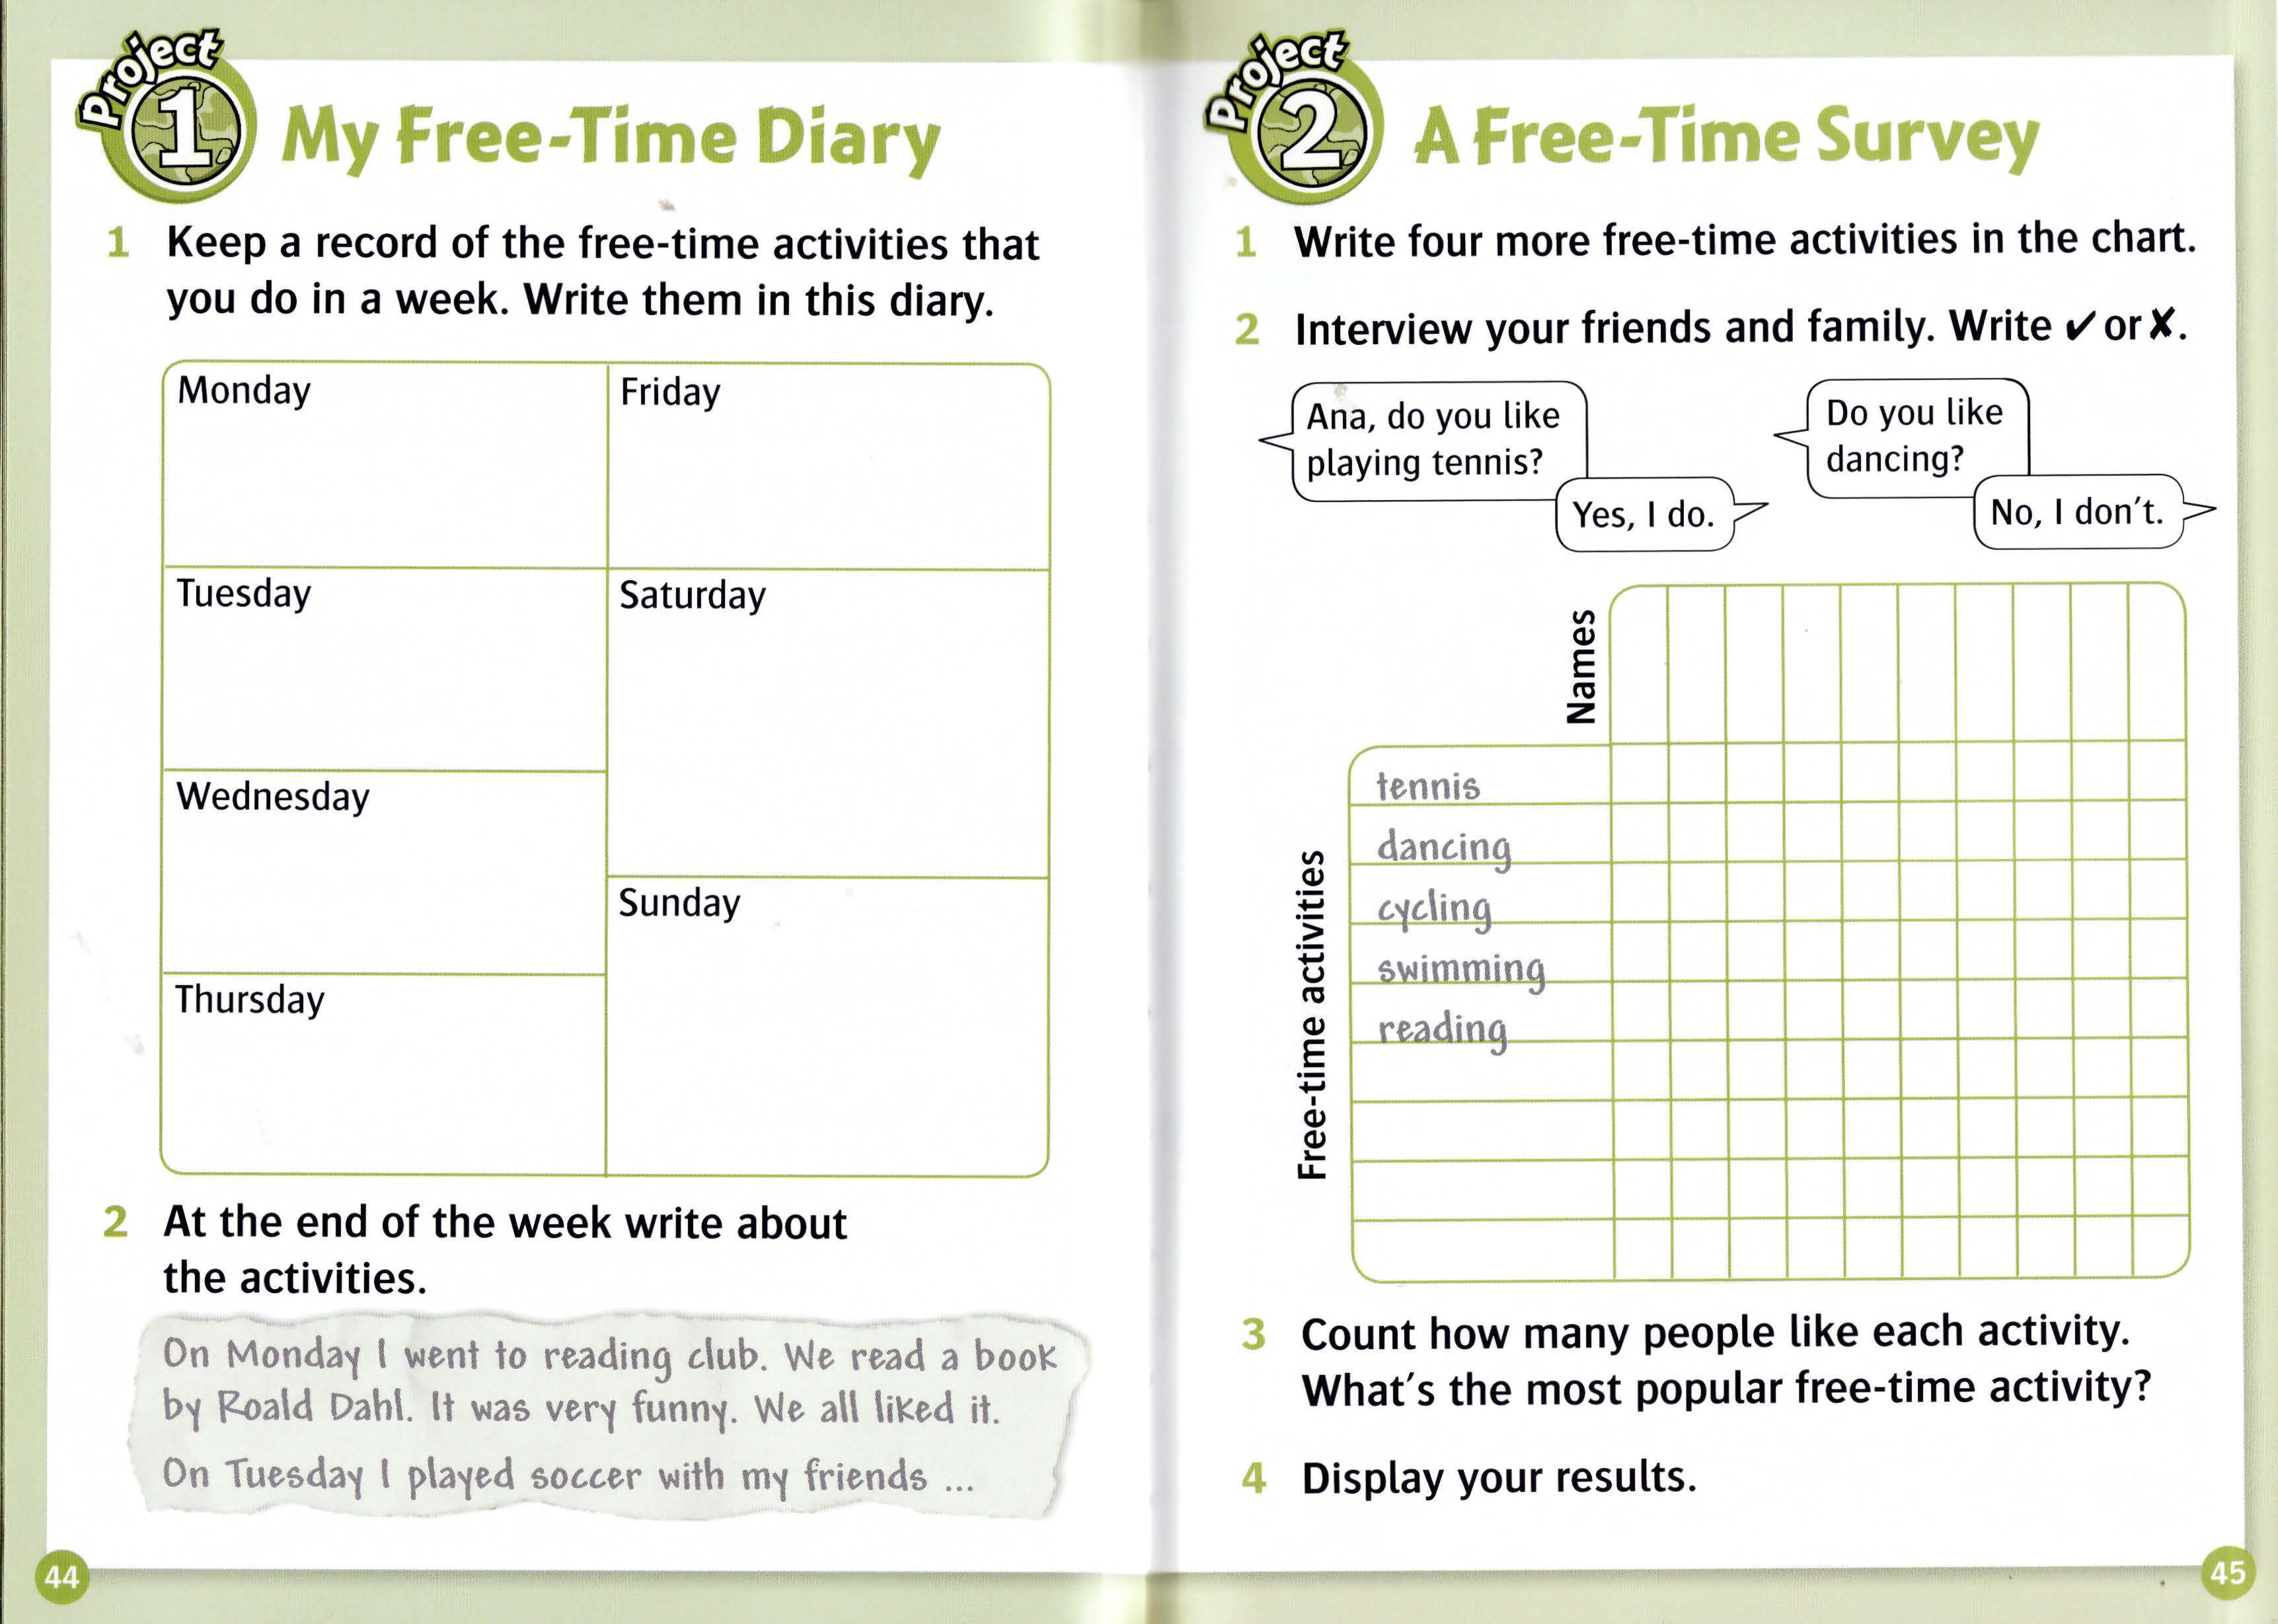 Project
1
My Free-Time Diary
1 Keep a record of the free-time activities that
you do in a week. Write them in this diary.
Monday
Tuesday
Wednesday
Thursday
Friday
Saturday
Sunday
2 At the end of the week write about
the activities.
On Monday I went to reading club. We read a book
by Roald Dahl. It was very funny. We all liked it.
On Tuesday I played soccer with my friends ...
44
Project
2
A Free-Time Survey
1 Write four more free-time activities in the chart.
2 Interview your friends and family. Write ✔ or ✘.
Ana, do you like
playing tennis?
Yes, I do.
Do you like
dancing?
No, I don't.
Names
Free-time activities
tennis
dancing
cycling
swimming
reading
3 Count how many people like each activity.
What's the most popular free-time activity?
4 Display your results.
45